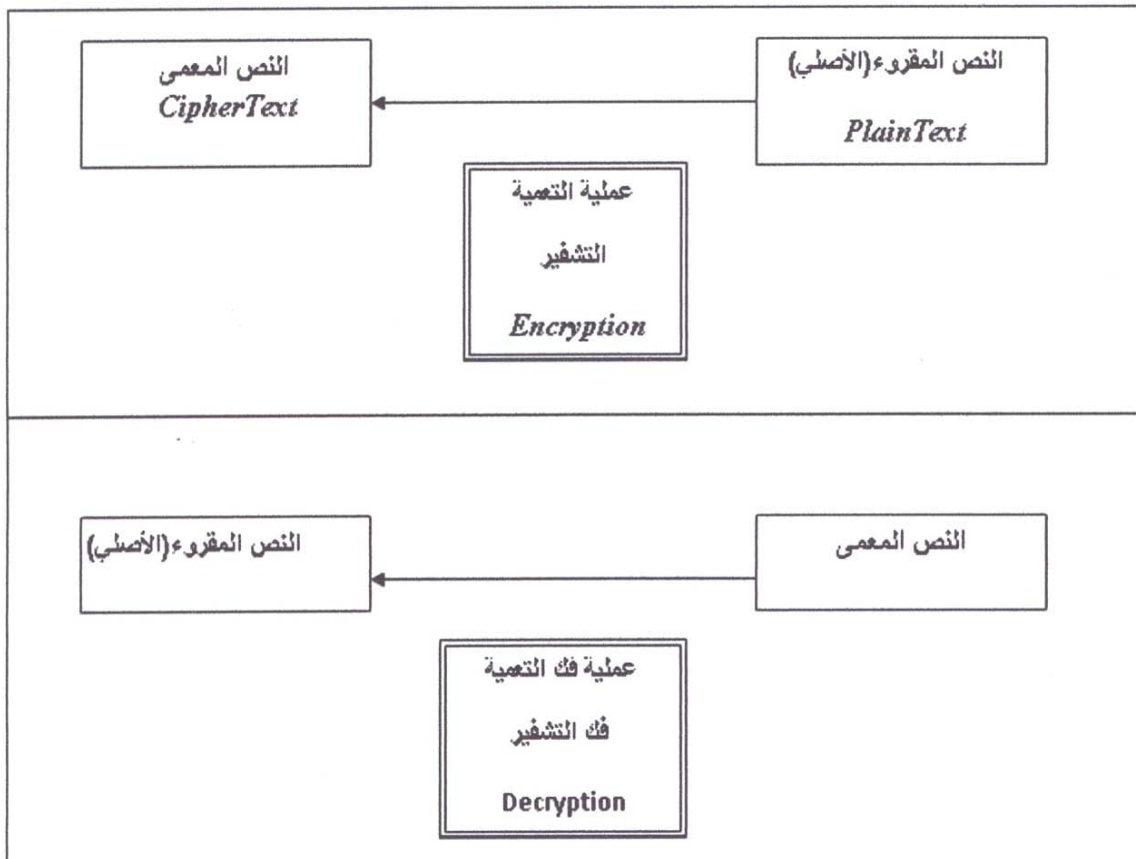 النص المقروء(الأصلي)
PlainText
النص المعمى
CipherText
عملية التعمية
التشفير
Encryption
النص المعمى
النص المقروء(الأصلي)
عملية فك التعمية
فك التشفير
Decryption